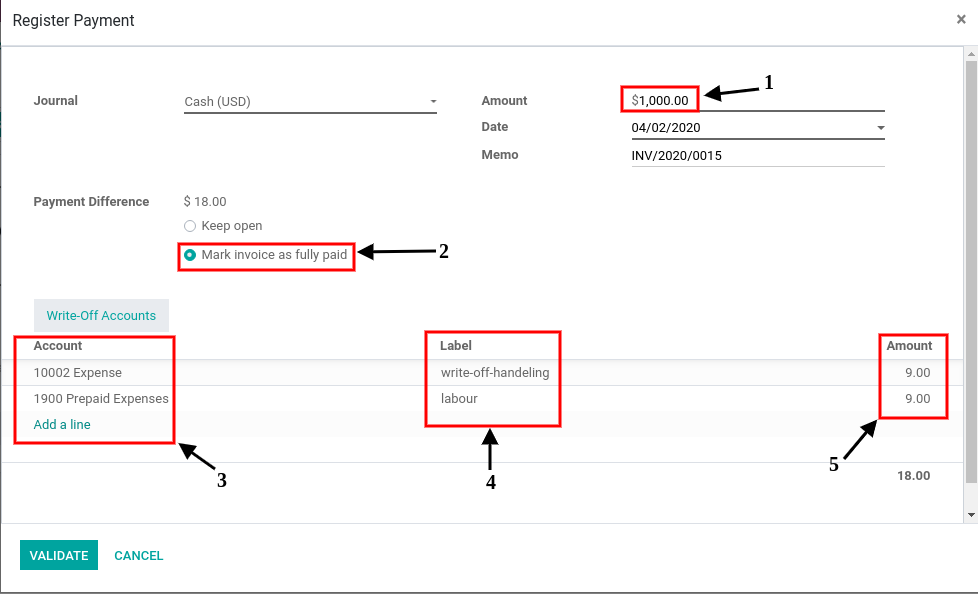 Register Payment ×
1
Journal Cash (USD) Amount $1,000.00
Date 04/02/2020
Memo INV/2020/0015
Payment Difference $ 18.00
Keep open
Mark invoice as fully paid 2
Write-Off Accounts
Account Label Amount
10002 Expense write-off-handeling 9.00
1900 Prepaid Expenses labour 9.00
Add a line
3 4 5
18.00
VALIDATE CANCEL